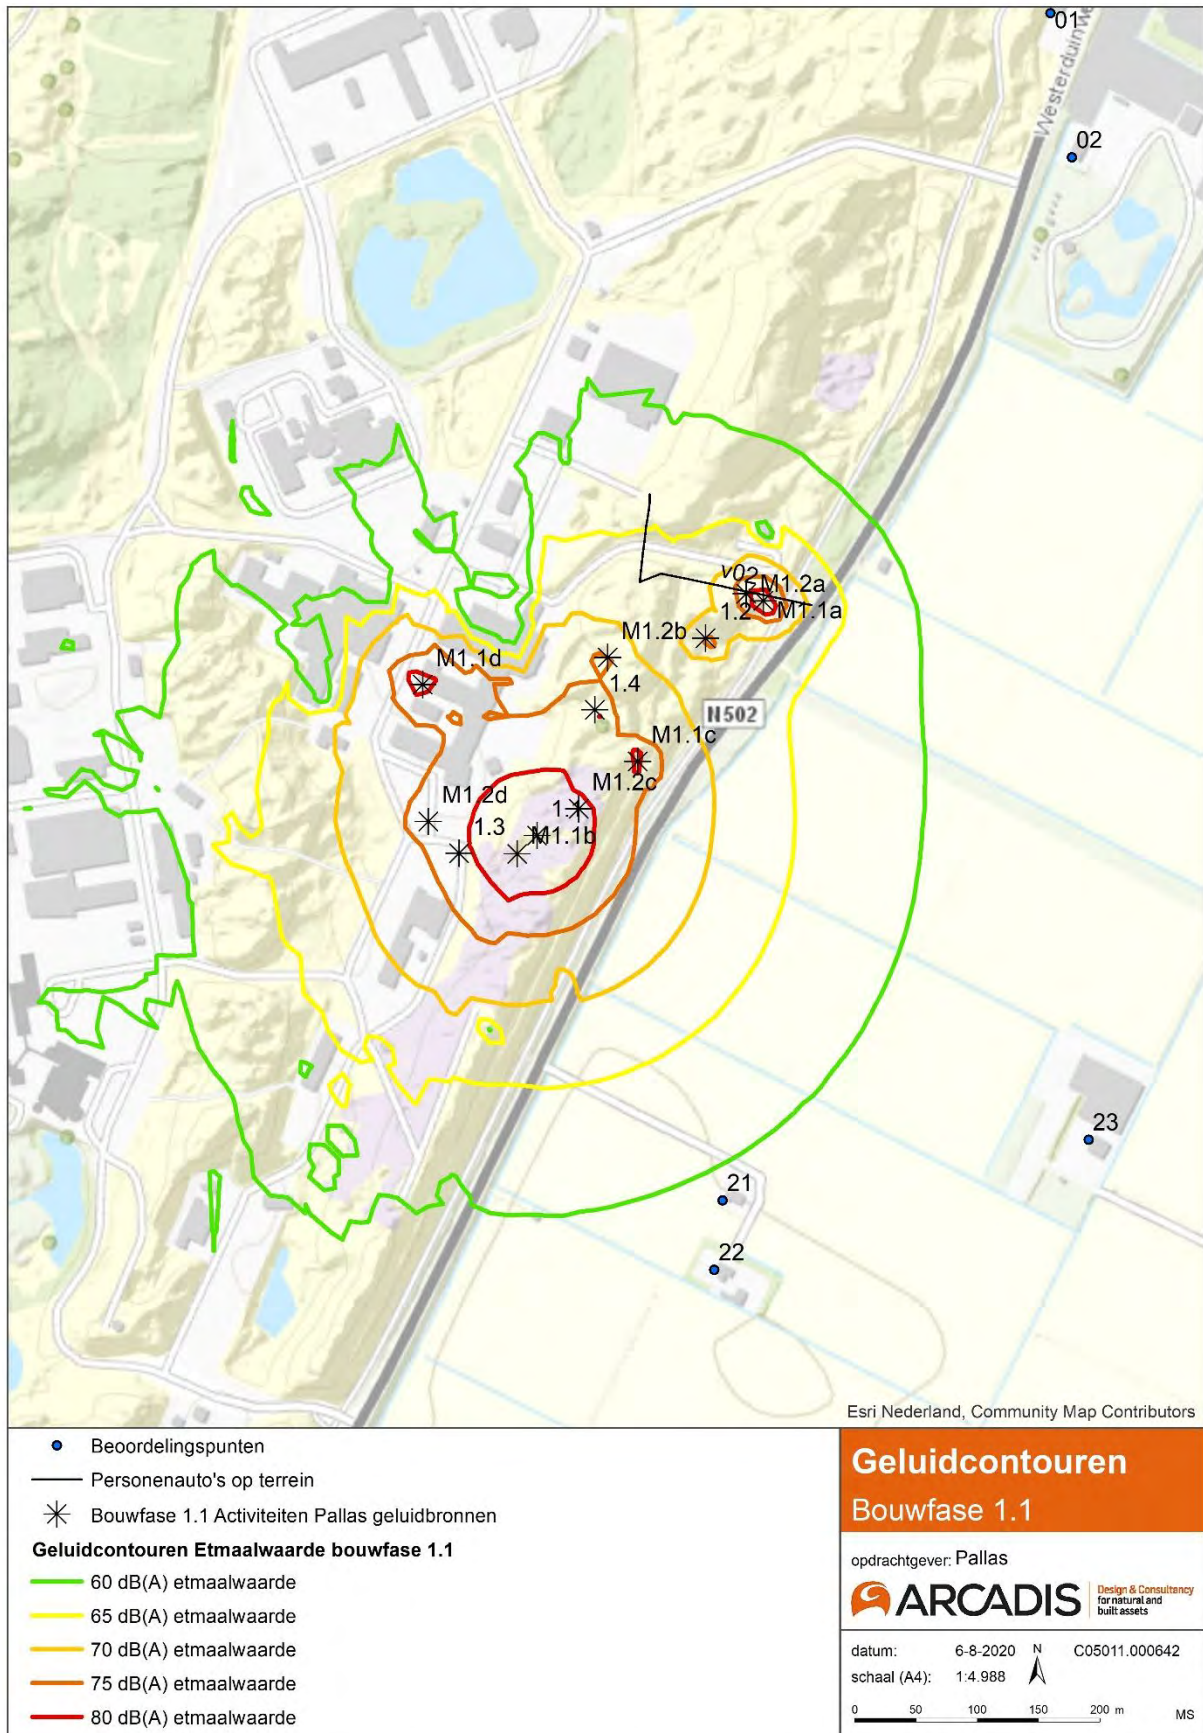 01
Westerduinwe
02
v02
M1.2a
1.2
M1.1a
M1.2b
M1.1d
1.4
N502
M1.1c
M1.2c
M1.2d
1.1
1.3
M1.1b
23
21
22
Esri Nederland, Community Map Contributors
Beoordelingspunten
Personenauto's op terrein
Bouwfase 1.1 Activiteiten Pallas geluidbronnen
Geluidcontouren Etmaalwaarde bouwfase 1.1
60 dB(A) etmaalwaarde
65 dB(A) etmaalwaarde
70 dB(A) etmaalwaarde
75 dB(A) etmaalwaarde
80 dB(A) etmaalwaarde
Geluidcontouren
Bouwfase 1.1
opdrachtgever: Pallas
ARCADIS Design & Consultancy
for natural and
built assets
datum: 6-8-2020 N C05011.000642
schaal (A4): 1:4.988
0 50 100 150 200 m
MS